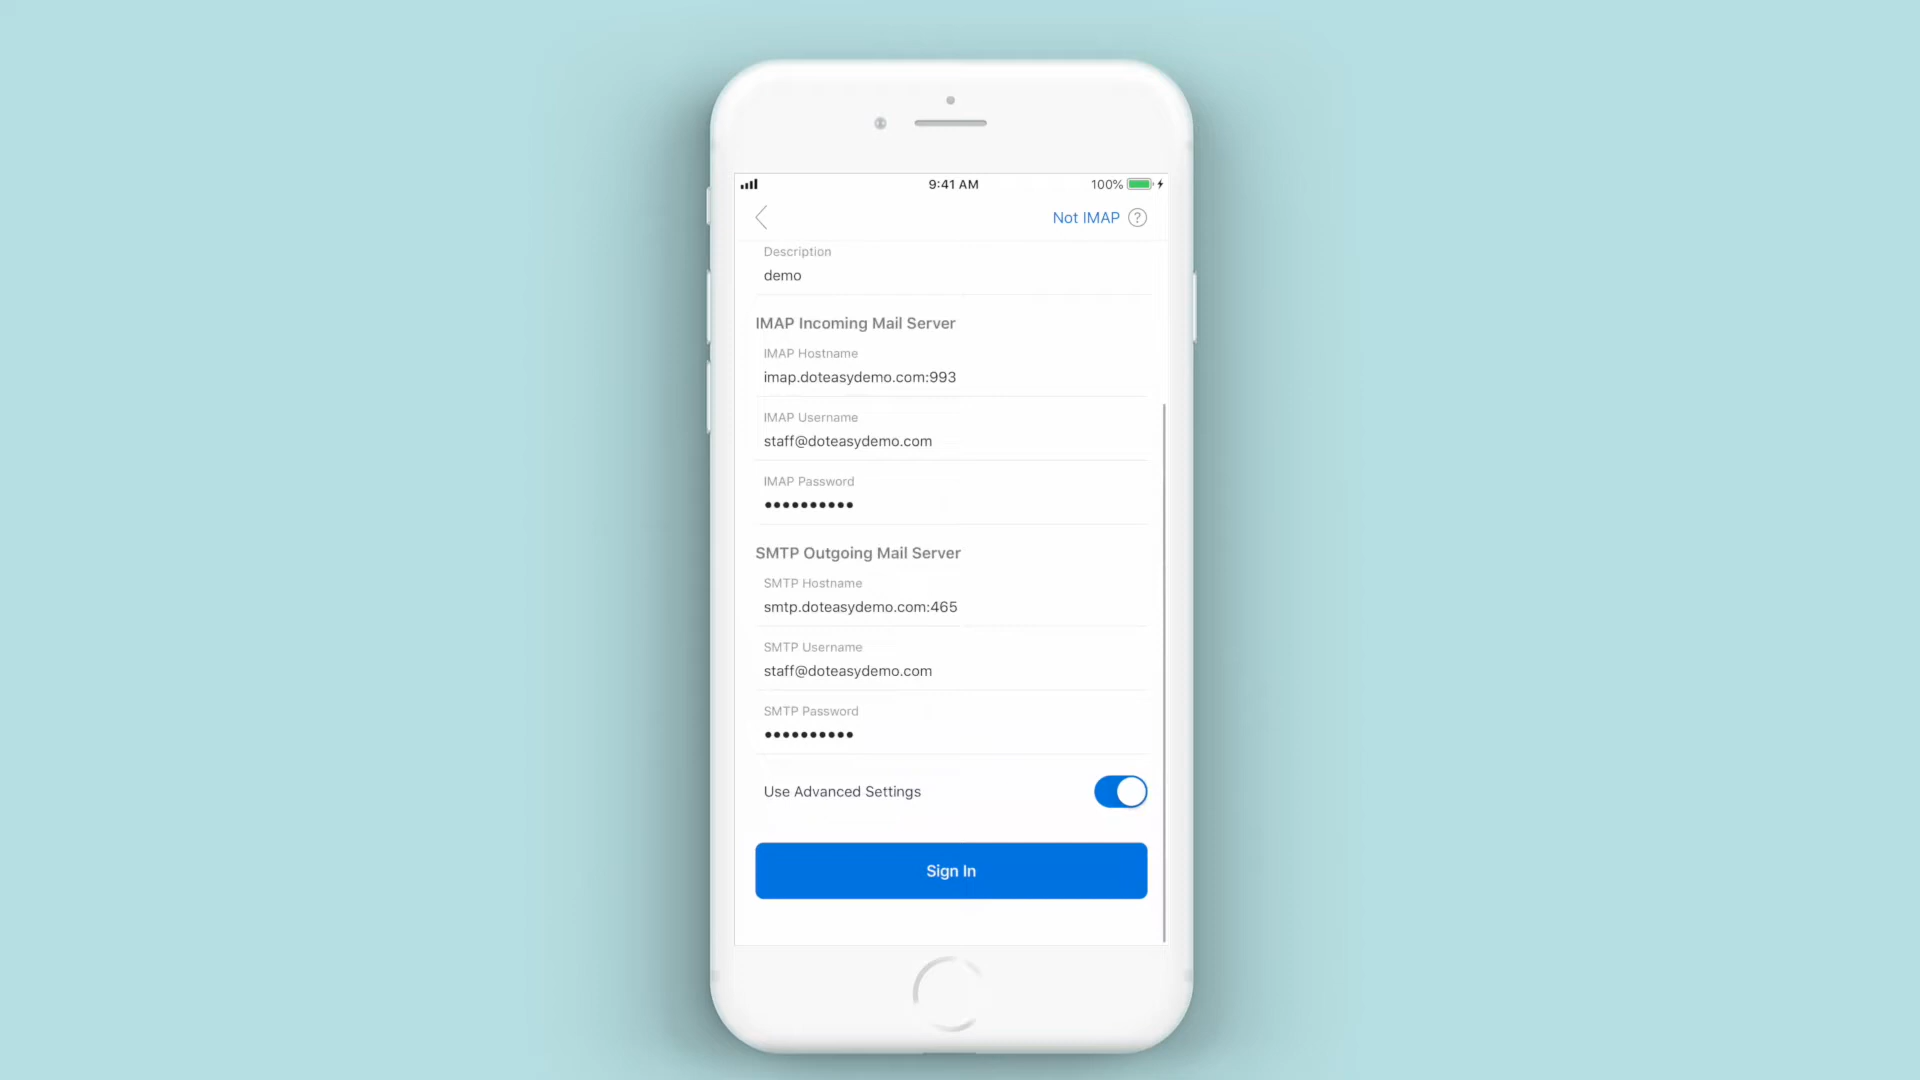 9:41 AM
100%
Not IMAP ?
Description
demo
IMAP Incoming Mail Server
IMAP Hostname
imap.doteasydemo.com:993
IMAP Username
staff@doteasydemo.com
IMAP Password
••••••••••
SMTP Outgoing Mail Server
SMTP Hostname
smtp.doteasydemo.com:465
SMTP Username
staff@doteasydemo.com
SMTP Password
••••••••••
Use Advanced Settings
Sign In